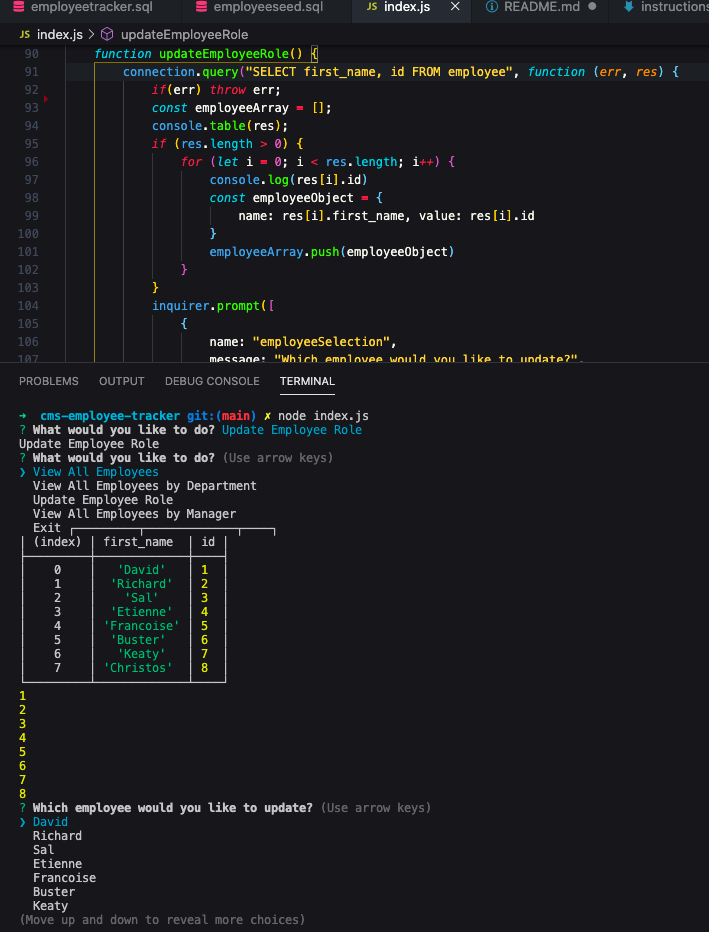 employeetracker.sql employeeseed.sql JS index.js × README.md ● instructions
JS index.js > updateEmployeeRole
90 function updateEmployeeRole() {
91 connection.query("SELECT first_name, id FROM employee", function (err, res) {
92 if(err) throw err;
93 const employeeArray = [];
94 console.table(res);
95 if (res.length > 0) {
96 for (let i = 0; i < res.length; i++) {
97 console.log(res[i].id)
98 const employeeObject = {
99 name: res[i].first_name, value: res[i].id
100 }
101 employeeArray.push(employeeObject)
102 }
103 }
104 inquirer.prompt([
105 {
106 name: "employeeSelection",
107 message: "Which employee would you like to update?",
PROBLEMS OUTPUT DEBUG CONSOLE TERMINAL
→ cms-employee-tracker git:(main) ✗ node index.js
? What would you like to do? Update Employee Role
Update Employee Role
? What would you like to do? (Use arrow keys)
❯ View All Employees
View All Employees by Department
Update Employee Role
View All Employees by Manager
Exit
(index) first_name id
0 'David' 1
1 'Richard' 2
2 'Sal' 3
3 'Etienne' 4
4 'Francoise' 5
5 'Buster' 6
6 'Keaty' 7
7 'Christos' 8
1
2
3
4
5
6
7
8
? Which employee would you like to update? (Use arrow keys)
❯ David
Richard
Sal
Etienne
Francoise
Buster
Keaty
(Move up and down to reveal more choices)